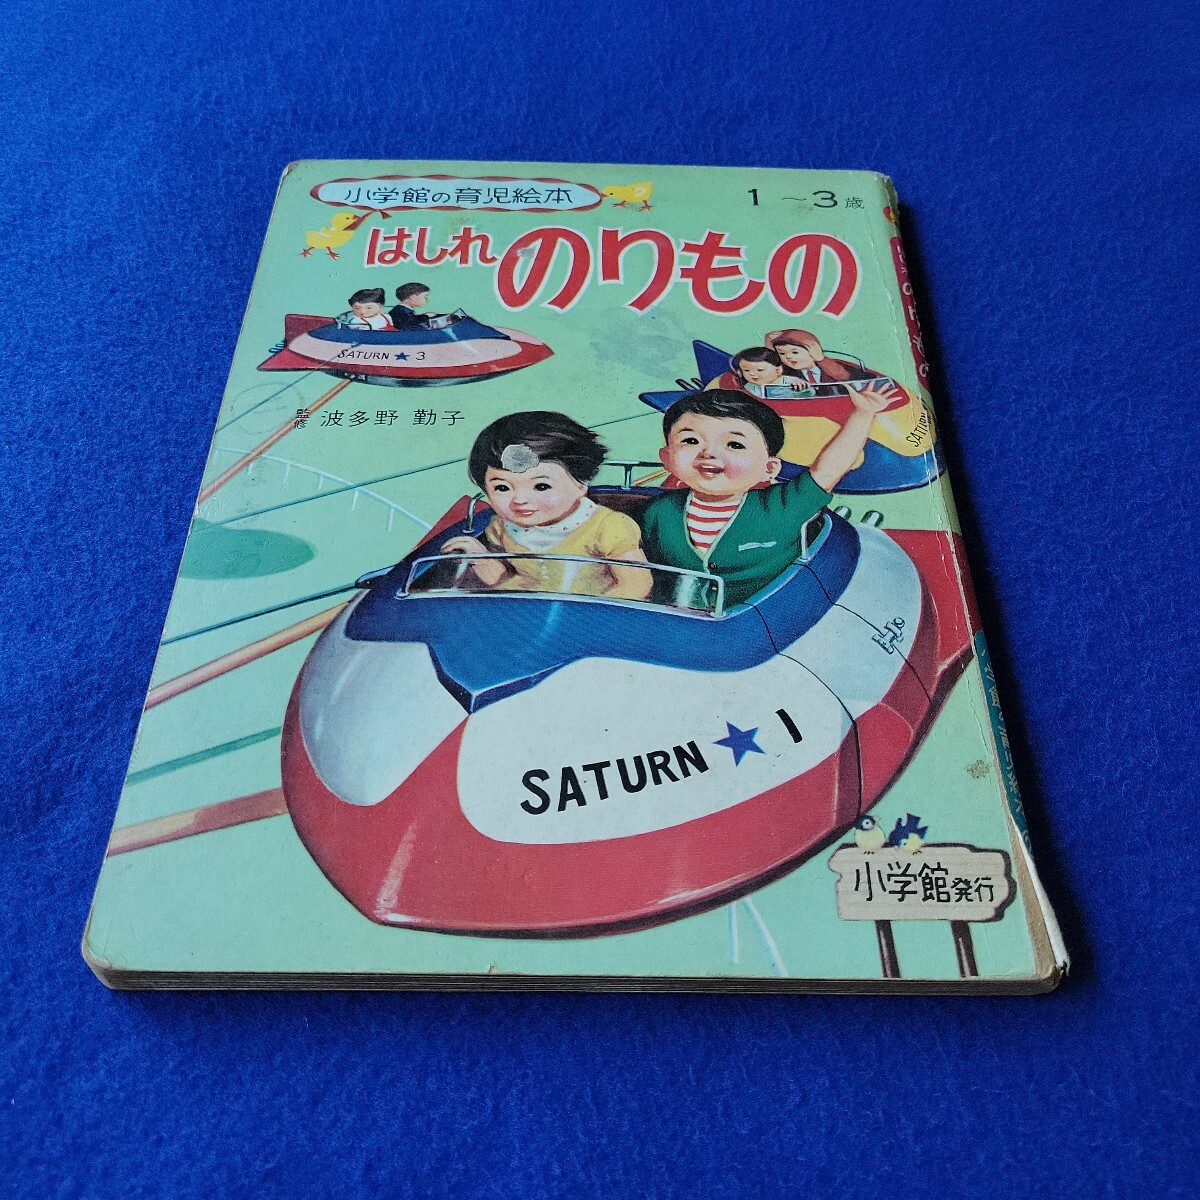 小学館の育児絵本
1～3歳
はしれ のりもの
SATURN ★ 3
監修 波多野 勤子
SATURN
SATURN ★ 1
小学館発行